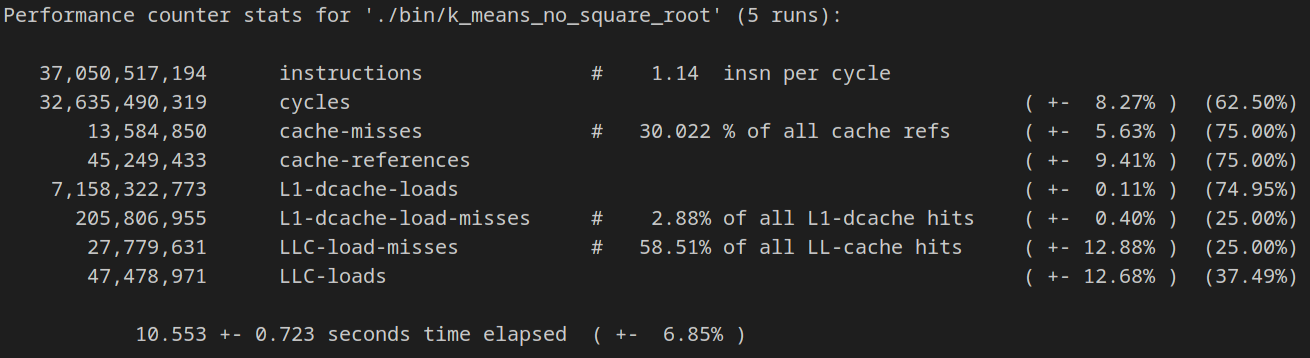 Performance counter stats for './bin/k_means_no_square_root' (5 runs):
37,050,517,194 instructions # 1.14 insn per cycle
32,635,490,319 cycles ( +- 8.27% ) (62.50%)
13,584,850 cache-misses # 30.022 % of all cache refs ( +- 5.63% ) (75.00%)
45,249,433 cache-references ( +- 9.41% ) (75.00%)
7,158,322,773 L1-dcache-loads ( +- 0.11% ) (74.95%)
205,806,955 L1-dcache-load-misses # 2.88% of all L1-dcache hits ( +- 0.40% ) (25.00%)
27,779,631 LLC-load-misses # 58.51% of all LL-cache hits ( +- 12.88% ) (25.00%)
47,478,971 LLC-loads ( +- 12.68% ) (37.49%)
10.553 +- 0.723 seconds time elapsed ( +- 6.85% )